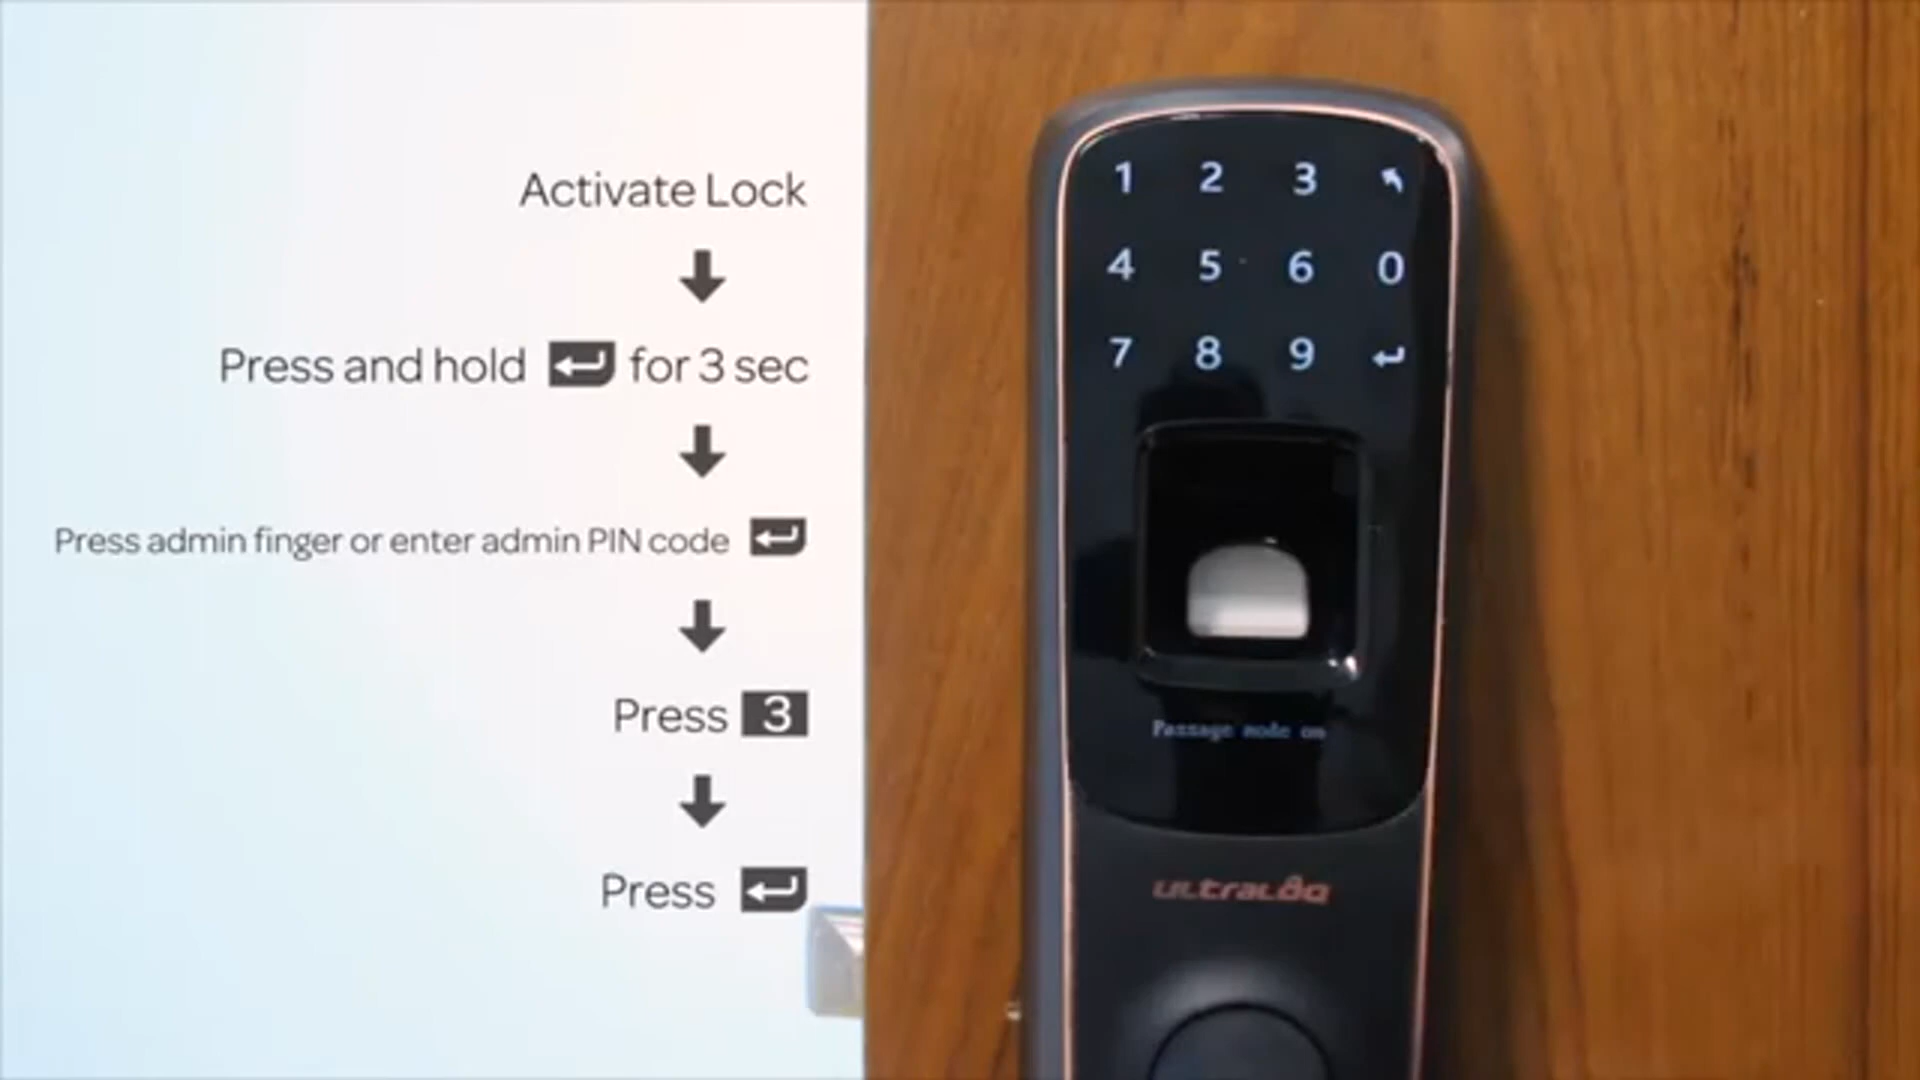 Activate Lock
Press and hold for 3 sec
Press admin finger or enter admin PIN code
Press 3
Press
1 2 3
4 5 6 0
7 8 9
Passage mode on
ULTRALOQ